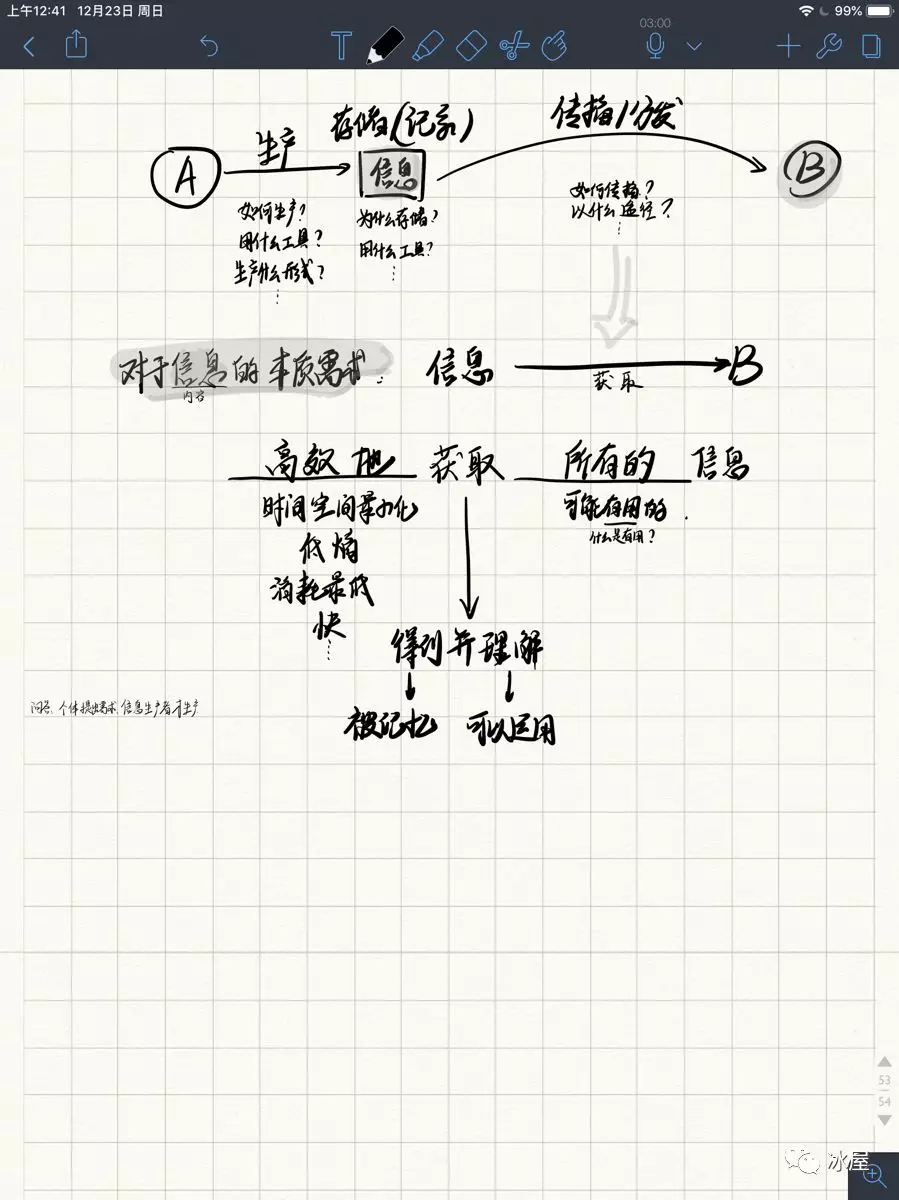 上午12:41 12月23日 周日
99%
03:00
存储(记录)
传播/分发
生产
A
信息
B
如何生产?
用什么工具?
生产什么形式?
为什么存储?
用什么工具?
如何传播?
以什么途径?
对于信息的本质需求:
内容
信息
获取
B
高效地 获取 所有的 信息
时间空间最小化
低熵
消耗最低
快
可能有用的
什么是有用?
得到并理解
被记忆
可以运用
问答:个体提出需求,信息生产者才生产
53
54
冰屋